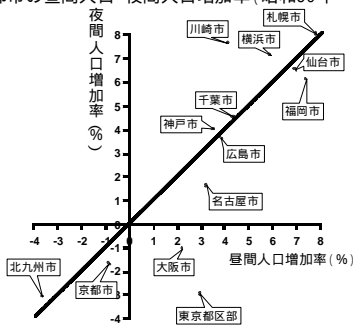 都市の昼間人口・夜間人口増加率(昭和
夜間人口増加率(%)
8
7
6
5
4
3
2
1
0
-1
-2
-3
-4
-4 -3 -2 -1 0 1 2 3 4 5 6 7 8
昼間人口増加率(%)
札幌市
川崎市
横浜市
仙台市
福岡市
千葉市
神戸市
広島市
名古屋市
北九州市
京都市
大阪市
東京都区部